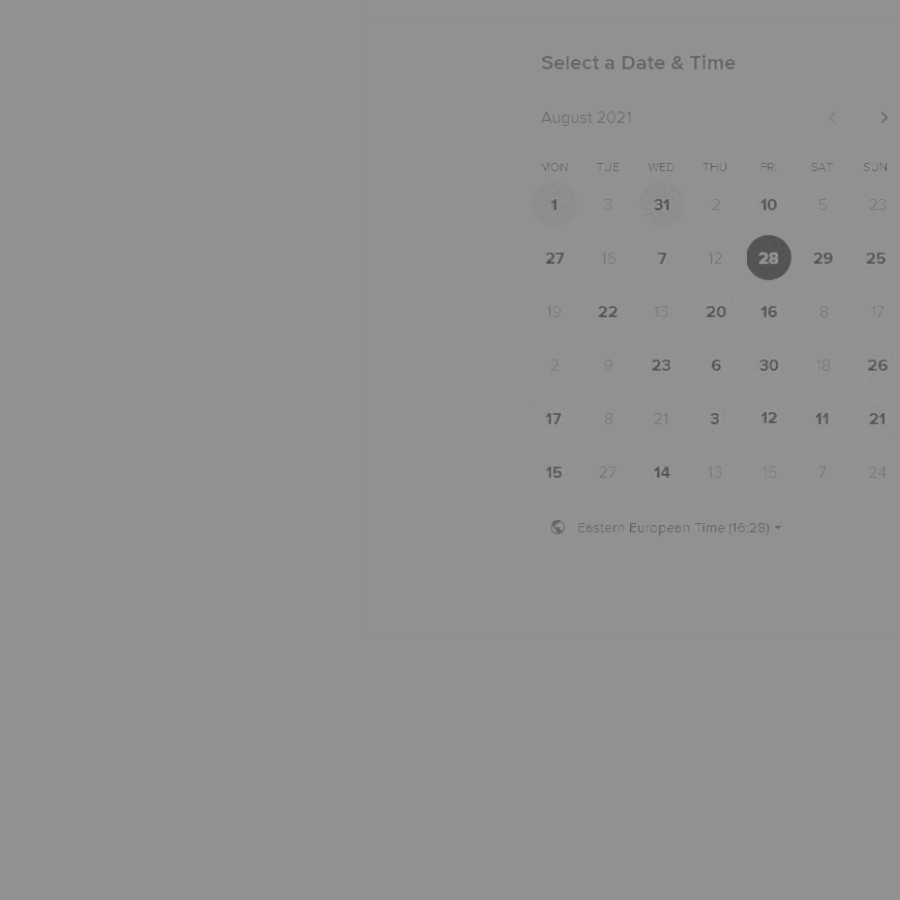 Select a Date & Time
August 2021
MON TUE WED THU FRI SAT SUN
1 3 31 2 10 5 23
27 15 7 12 28 29 25
19 22 13 20 16 8 17
2 9 23 6 30 18 26
17 8 21 3 12 11 21
15 27 14 13 15 7 24
Eastern European Time (16:28)